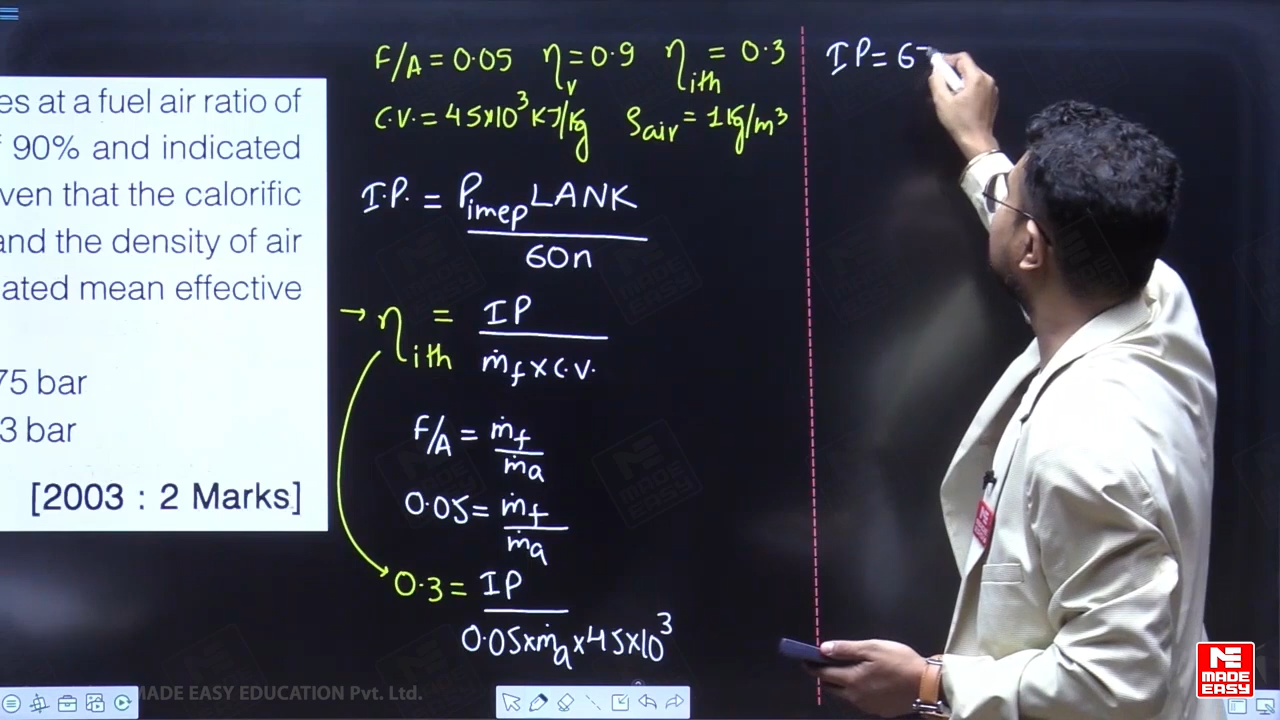 es at a fuel air ratio of
90% and indicated
ven that the calorific
and the density of air
ated mean effective
75 bar
3 bar
[2003 : 2 Marks]
F/A = 0.05 η_v = 0.9 η_ith = 0.3
C.V. = 45×10³ KJ/Kg ρ_air = 1 Kg/m³
I.P. = P_imep LANK
60n
→ η_ith = IP
ṁ_f × C.V.
F/A = ṁ_f
ṁ_a
0.05 = ṁ_f
ṁ_a
0.3 = IP
0.05 × ṁ_a × 45×10³
IP = 6
MADE EASY EDUCATION Pvt. Ltd.
ME
MADE
EASY